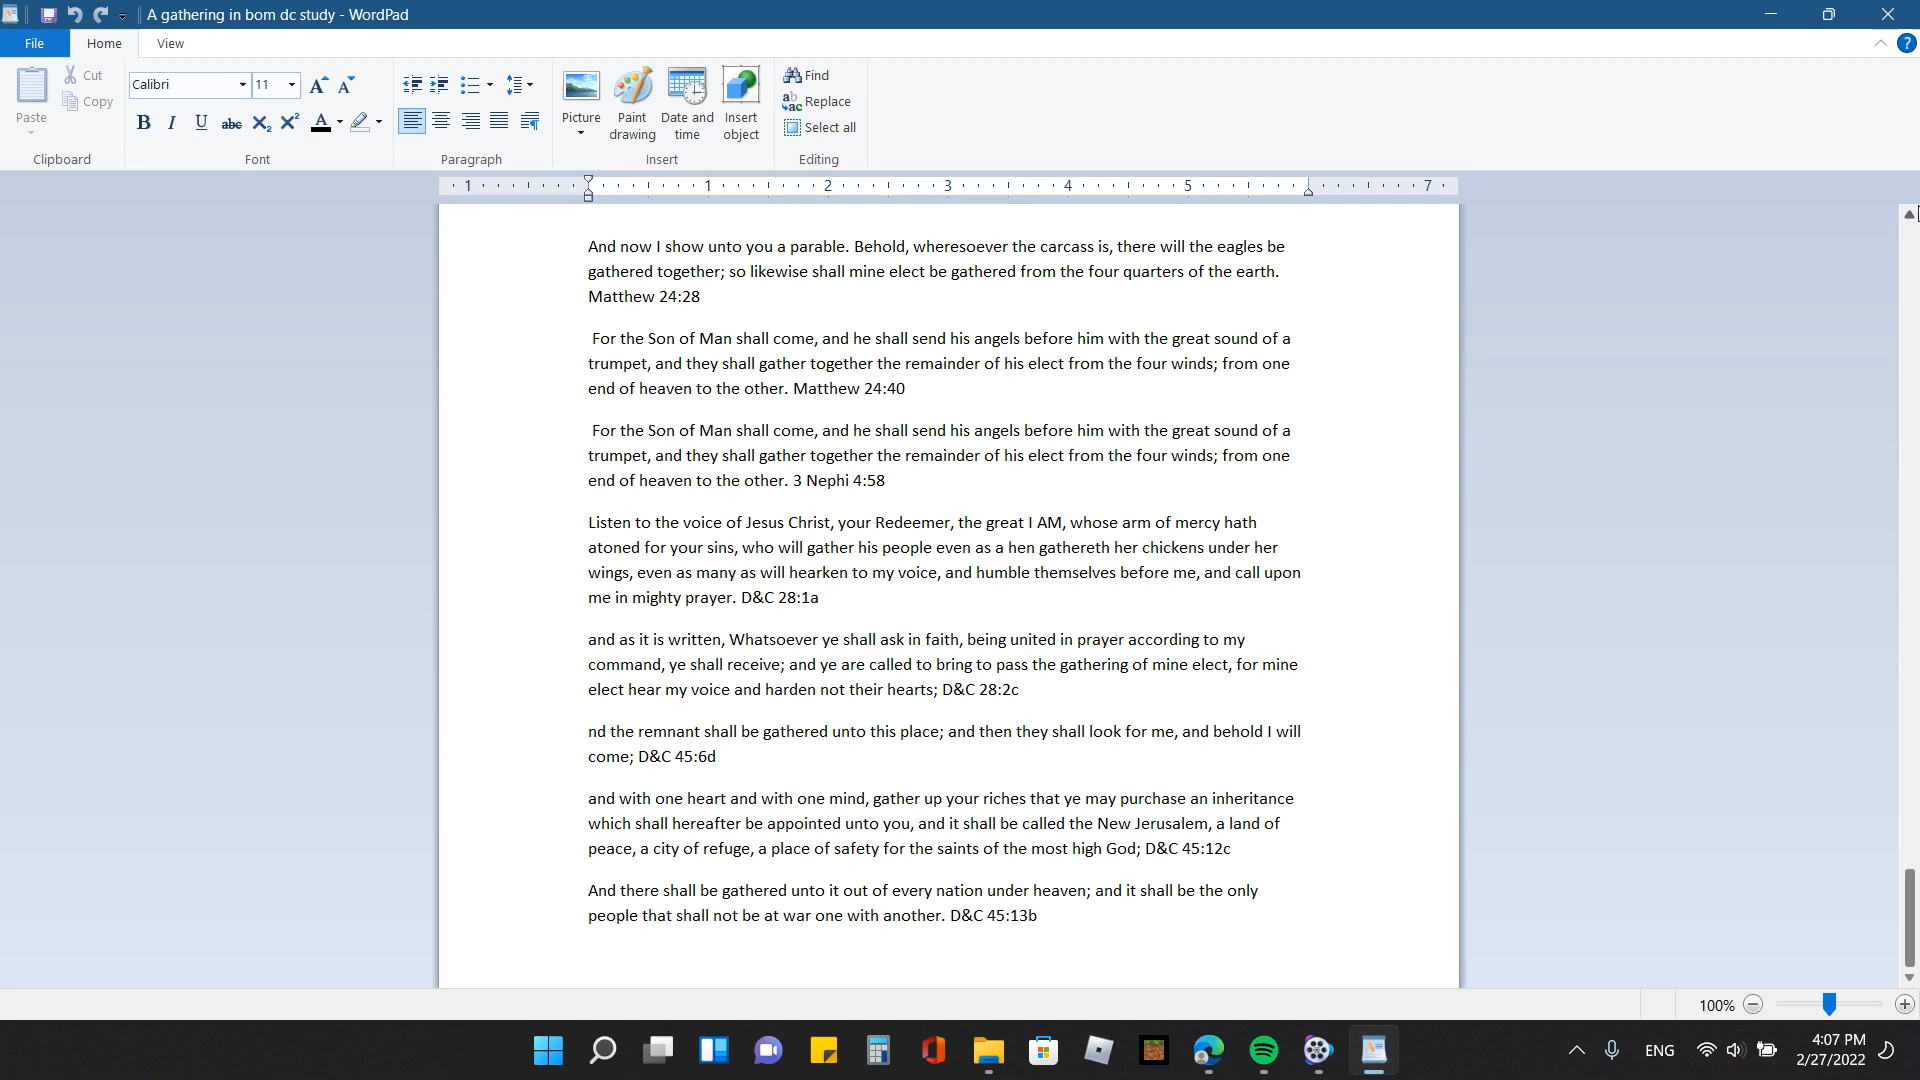 A gathering in bom dc study - WordPad
File Home View
Paste
Cut
Copy
Clipboard
Calibri 11
B I U abc X₂ X² A
Font
Paragraph
Picture
Paint drawing
Date and time
Insert object
Insert
Find
Replace
Select all
Editing
1 1 2 3 4 5 7
And now I show unto you a parable. Behold, wheresoever the carcass is, there will the eagles be
gathered together; so likewise shall mine elect be gathered from the four quarters of the earth.
Matthew 24:28
For the Son of Man shall come, and he shall send his angels before him with the great sound of a
trumpet, and they shall gather together the remainder of his elect from the four winds; from one
end of heaven to the other. Matthew 24:40
For the Son of Man shall come, and he shall send his angels before him with the great sound of a
trumpet, and they shall gather together the remainder of his elect from the four winds; from one
end of heaven to the other. 3 Nephi 4:58
Listen to the voice of Jesus Christ, your Redeemer, the great I AM, whose arm of mercy hath
atoned for your sins, who will gather his people even as a hen gathereth her chickens under her
wings, even as many as will hearken to my voice, and humble themselves before me, and call upon
me in mighty prayer. D&C 28:1a
and as it is written, Whatsoever ye shall ask in faith, being united in prayer according to my
command, ye shall receive; and ye are called to bring to pass the gathering of mine elect, for mine
elect hear my voice and harden not their hearts; D&C 28:2c
nd the remnant shall be gathered unto this place; and then they shall look for me, and behold I will
come; D&C 45:6d
and with one heart and with one mind, gather up your riches that ye may purchase an inheritance
which shall hereafter be appointed unto you, and it shall be called the New Jerusalem, a land of
peace, a city of refuge, a place of safety for the saints of the most high God; D&C 45:12c
And there shall be gathered unto it out of every nation under heaven; and it shall be the only
people that shall not be at war one with another. D&C 45:13b
100%
ENG
4:07 PM
2/27/2022